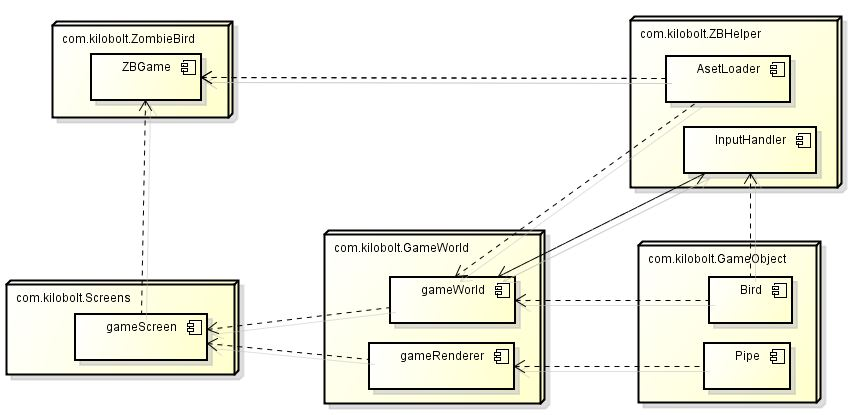 com.kilobolt.ZombieBird
ZBGame
com.kilobolt.ZBHelper
AsetLoader
InputHandler
com.kilobolt.GameWorld
gameWorld
gameRenderer
com.kilobolt.GameObject
Bird
Pipe
com.kilobolt.Screens
gameScreen